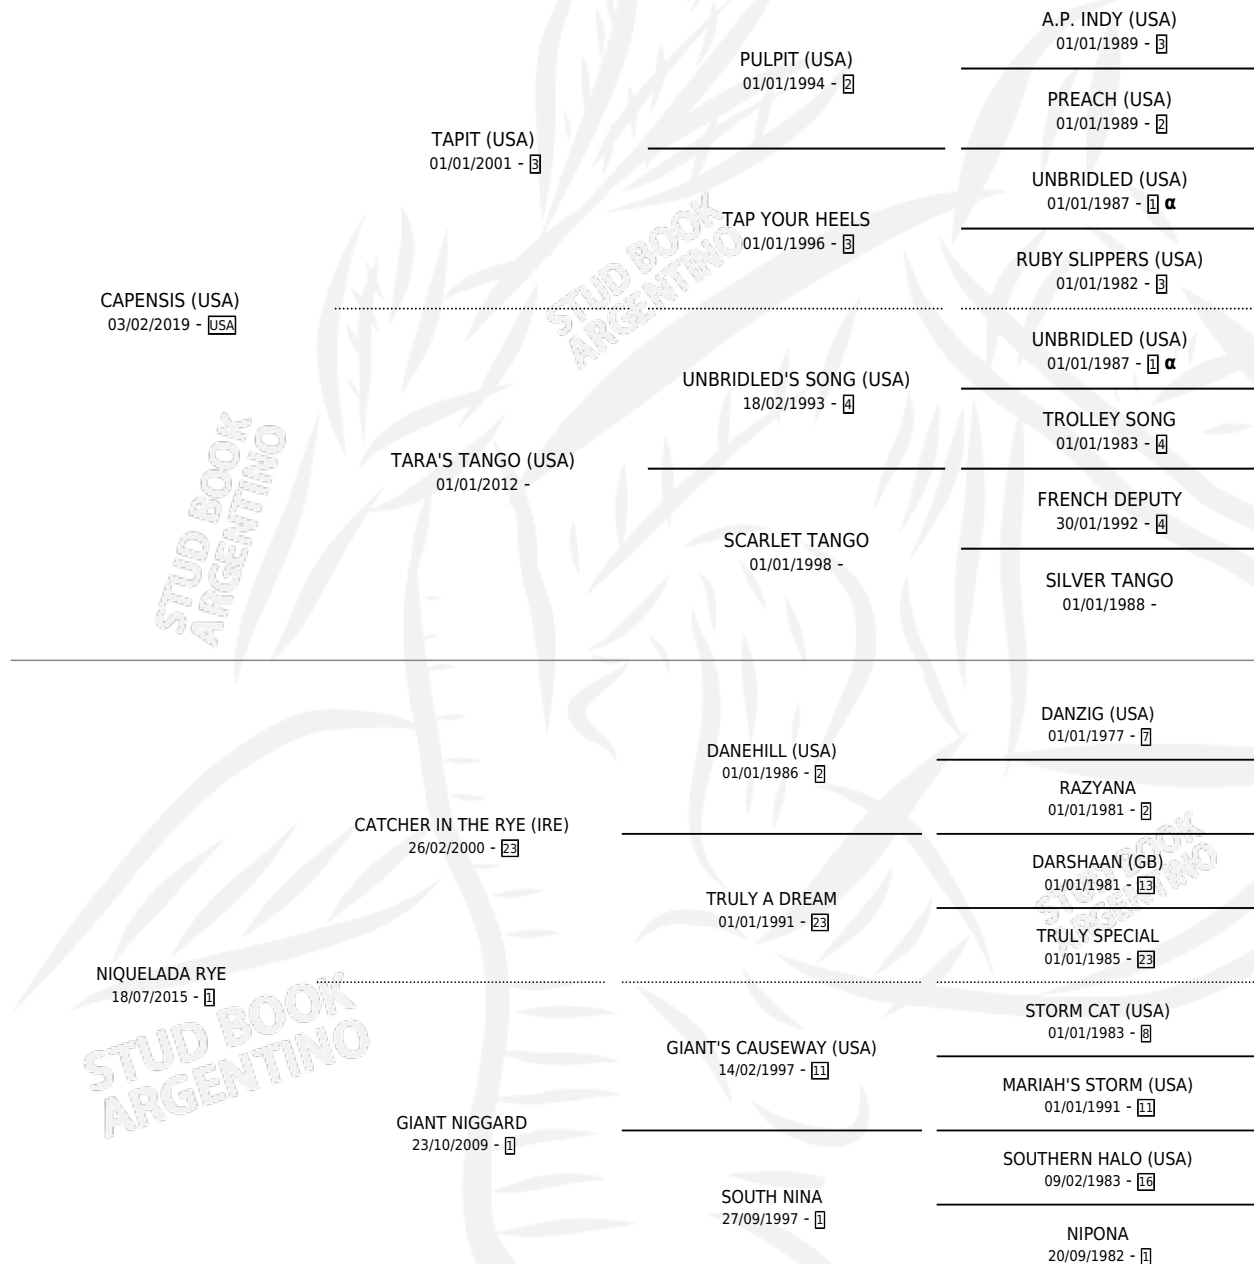 A.P. INDY (USA)
01/01/1989 - 3
PULPIT (USA)
01/01/1994 - 2
PREACH (USA)
01/01/1989 - 2
TAPIT (USA)
01/01/2001 - 3
UNBRIDLED (USA)
01/01/1987 - 1 α
TAP YOUR HEELS
01/01/1996 - 3
RUBY SLIPPERS (USA)
01/01/1982 - 3
CAPENSIS (USA)
03/02/2019 - USA
UNBRIDLED (USA)
01/01/1987 - 1 α
UNBRIDLED'S SONG (USA)
18/02/1993 - 4
TROLLEY SONG
01/01/1983 - 4
TARA'S TANGO (USA)
01/01/2012 -
FRENCH DEPUTY
30/01/1992 - 4
SCARLET TANGO
01/01/1998 -
SILVER TANGO
01/01/1988 -
DANZIG (USA)
01/01/1977 - 7
DANEHILL (USA)
01/01/1986 - 2
RAZYANA
01/01/1981 - 2
CATCHER IN THE RYE (IRE)
26/02/2000 - 23
DARSHAAN (GB)
01/01/1981 - 13
TRULY A DREAM
01/01/1991 - 23
TRULY SPECIAL
01/01/1985 - 23
NIQUELADA RYE
18/07/2015 - 1
STORM CAT (USA)
01/01/1983 - 8
GIANT'S CAUSEWAY (USA)
14/02/1997 - 11
MARIAH'S STORM (USA)
01/01/1991 - 11
GIANT NIGGARD
23/10/2009 - 1
SOUTHERN HALO (USA)
09/02/1983 - 16
SOUTH NINA
27/09/1997 - 1
NIPONA
20/09/1982 - 1
STUD BOOK
ARGENTINO
STUD BOOK
ARGENTINO
STUD BOOK
ARGENTINO
STUD BOOK
ARGENTINO